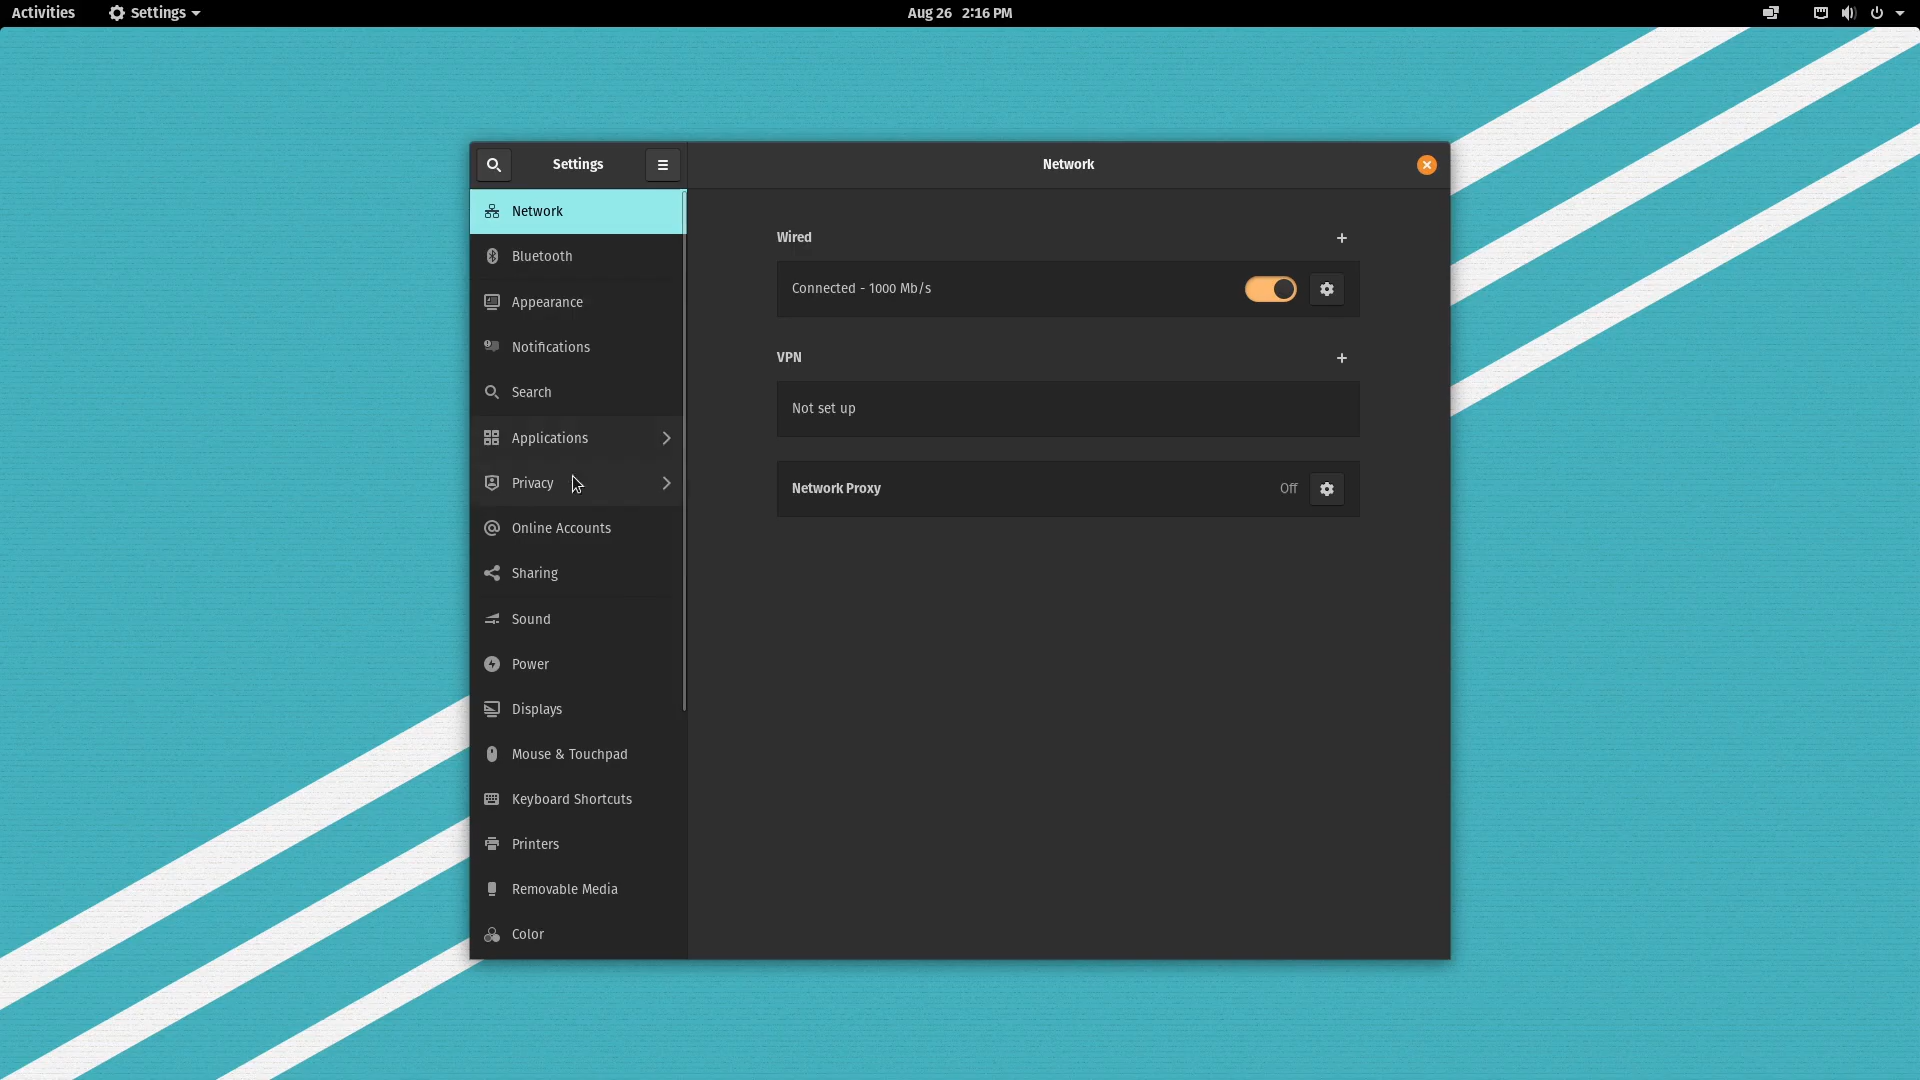 Activities
Settings
Aug 26 2:16 PM
Settings
Network
Network
Bluetooth
Appearance
Notifications
Search
Applications
Privacy
Online Accounts
Sharing
Sound
Power
Displays
Mouse & Touchpad
Keyboard Shortcuts
Printers
Removable Media
Color
Wired
Connected - 1000 Mb/s
VPN
Not set up
Network Proxy
Off